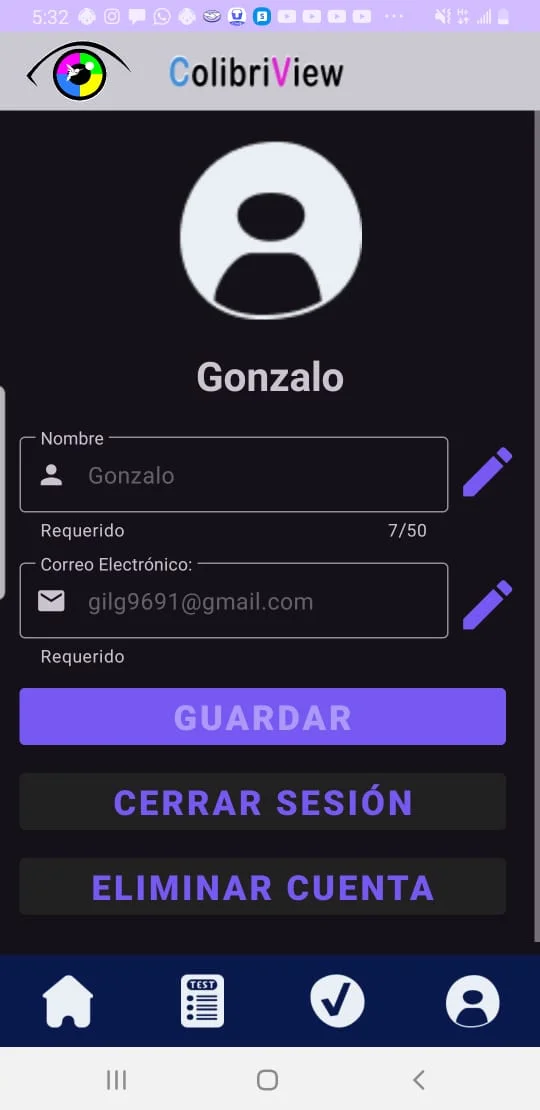 5:32
ColibriView
Gonzalo
Nombre
Gonzalo
Requerido 7/50
Correo Electrónico:
gilg9691@gmail.com
Requerido
GUARDAR
CERRAR SESIÓN
ELIMINAR CUENTA
TEST